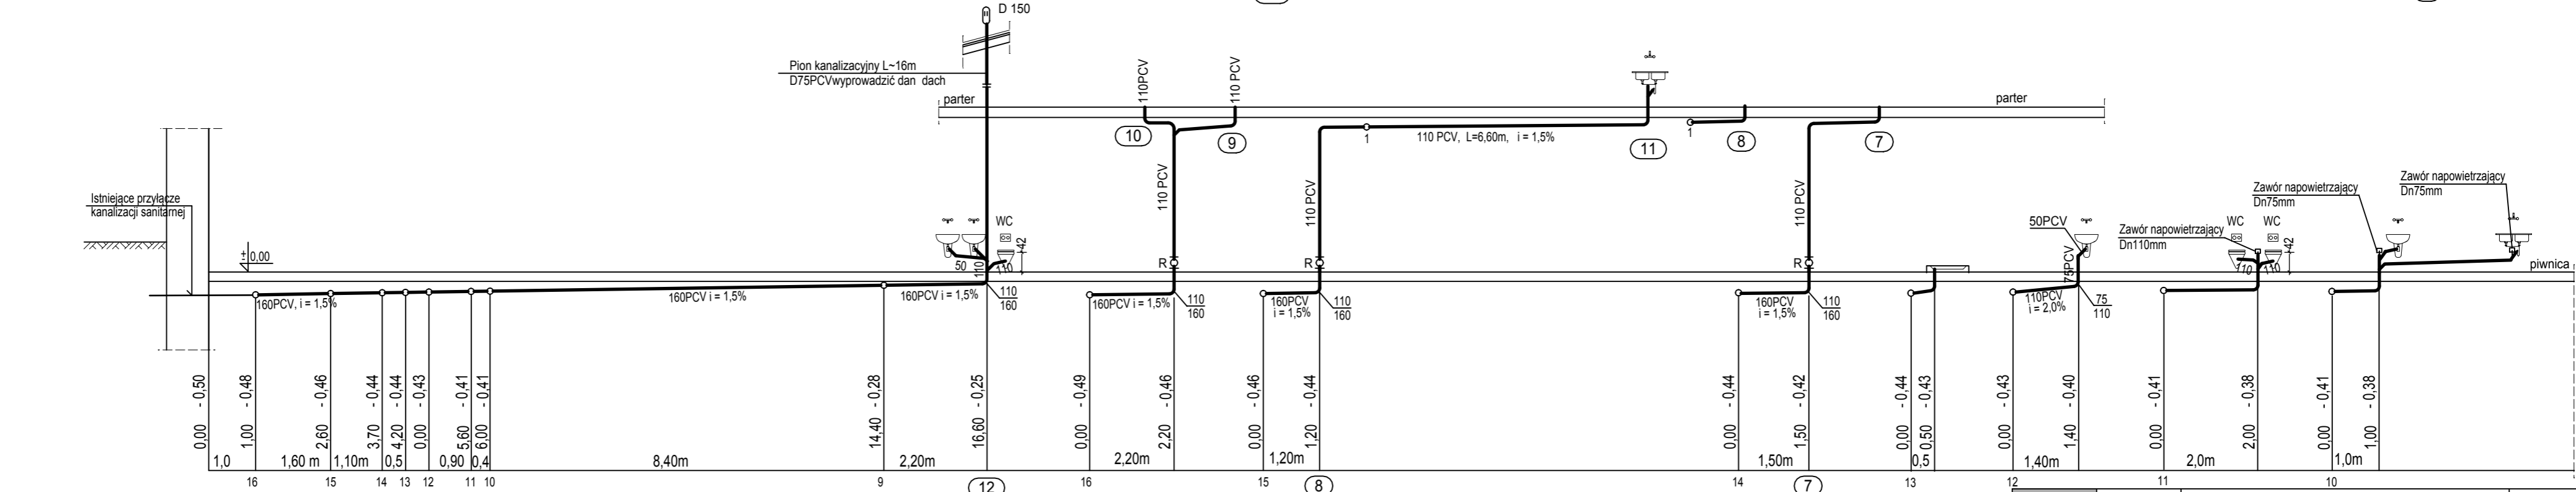 D 150
Pion kanalizacyjny L~16m
D75PCVwyprowadzić dan dach
parter
110PCV
110 PCV
parter
10
9
1
110 PCV, L=6,60m, i = 1,5%
11
1
8
7
Istniejące przyłącze
kanalizacji sanitarnej
± 0,00
WC
42
50
110
110
110 PCV
R
110 PCV
R
110 PCV
R
50PCV
75PCV
Zawór napowietrzający
Dn110mm
WC
WC
42
110
110
Zawór napowietrzający
Dn75mm
Zawór napowietrzający
Dn75mm
piwnica
160PCV, i = 1,5%
160PCV i = 1,5%
160PCV i = 1,5%
110
160
160PCV i = 1,5%
110
160
160PCV
i = 1,5%
110
160
160PCV
i = 1,5%
110
160
110PCV
i = 2,0%
75
110
0,00 - 0,50
1,00 - 0,48
2,60 - 0,46
3,70 - 0,44
4,20 - 0,44
0,00 - 0,43
5,60 - 0,41
6,00 - 0,41
14,40 - 0,28
16,60 - 0,25
0,00 - 0,49
2,20 - 0,46
0,00 - 0,46
1,20 - 0,44
0,00 - 0,44
1,50 - 0,42
0,00 - 0,44
0,50 - 0,43
0,00 - 0,43
1,40 - 0,40
0,00 - 0,41
2,00 - 0,38
0,00 - 0,41
1,00 - 0,38
1,0 1,60 m 1,10m 0,5 0,90 0,4 8,40m 2,20m 2,20m 1,20m 1,50m 0,5 1,40m 2,0m 1,0m
16 15 14 13 12 11 10 9 12 16 15 8 14 7 13 12 11 10